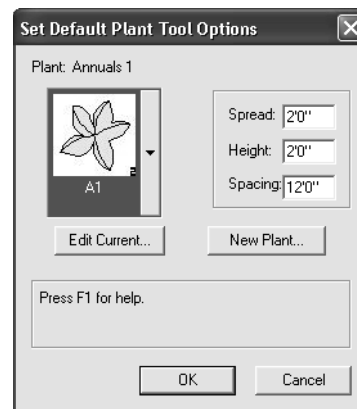 Set Default Plant Tool Options
Plant: Annuals 1
A1
Spread: 2'0"
Height: 2'0"
Spacing: 12'0"
Edit Current...
New Plant...
Press F1 for help.
OK
Cancel